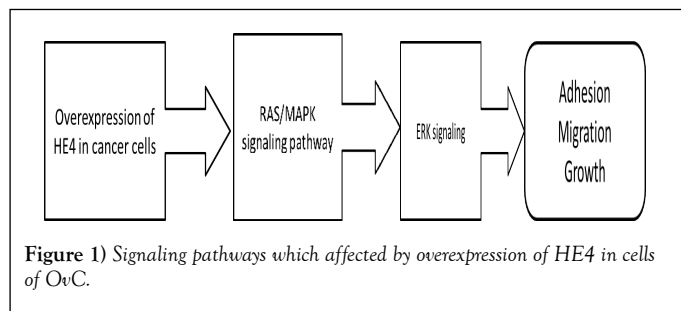 Overexpression of
HE4 in cancer cells
RAS/MAPK
signaling pathway
ERK signaling
Adhesion
Migration
Growth
Figure 1) Signaling pathways which affected by overexpression of HE4 in cells
of OvC.